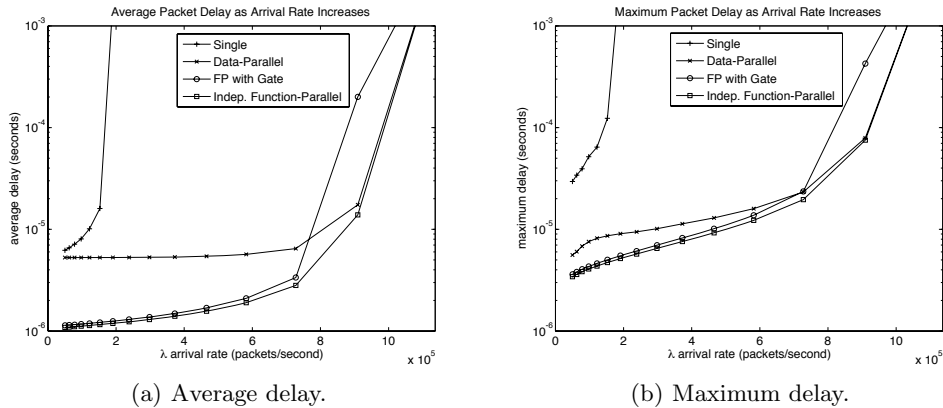 Average Packet Delay as Arrival Rate Increases
10^-3
10^-4
10^-5
10^-6
average delay (seconds)
Single
Data-Parallel
FP with Gate
Indep. Function-Parallel
0 2 4 6 8 10
x 10^5
λ arrival rate (packets/second)
(a) Average delay.
Maximum Packet Delay as Arrival Rate Increases
10^-3
10^-4
10^-5
10^-6
maximum delay (seconds)
Single
Data-Parallel
FP with Gate
Indep. Function-Parallel
0 2 4 6 8 10
x 10^5
λ arrival rate (packets/second)
(b) Maximum delay.